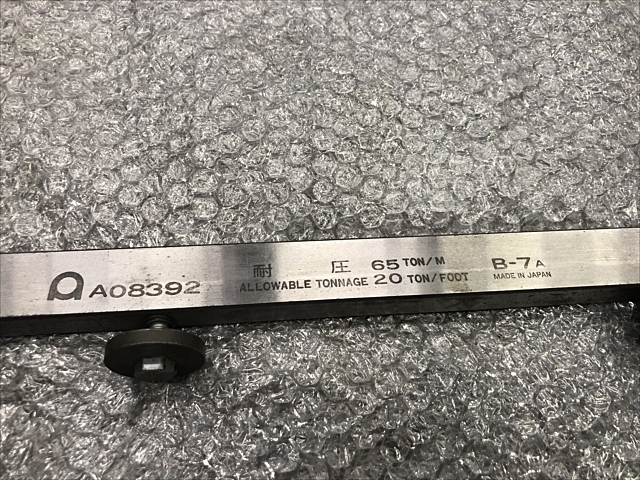 A08392
耐圧 65 TON/M
ALLOWABLE TONNAGE 20 TON/FOOT
B-7A
MADE IN JAPAN